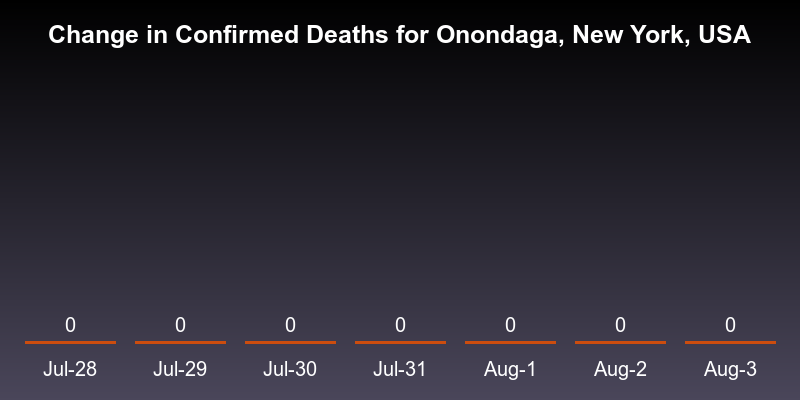 Change in Confirmed Deaths for Onondaga, New York, USA
0 0 0 0 0 0 0
Jul-28 Jul-29 Jul-30 Jul-31 Aug-1 Aug-2 Aug-3